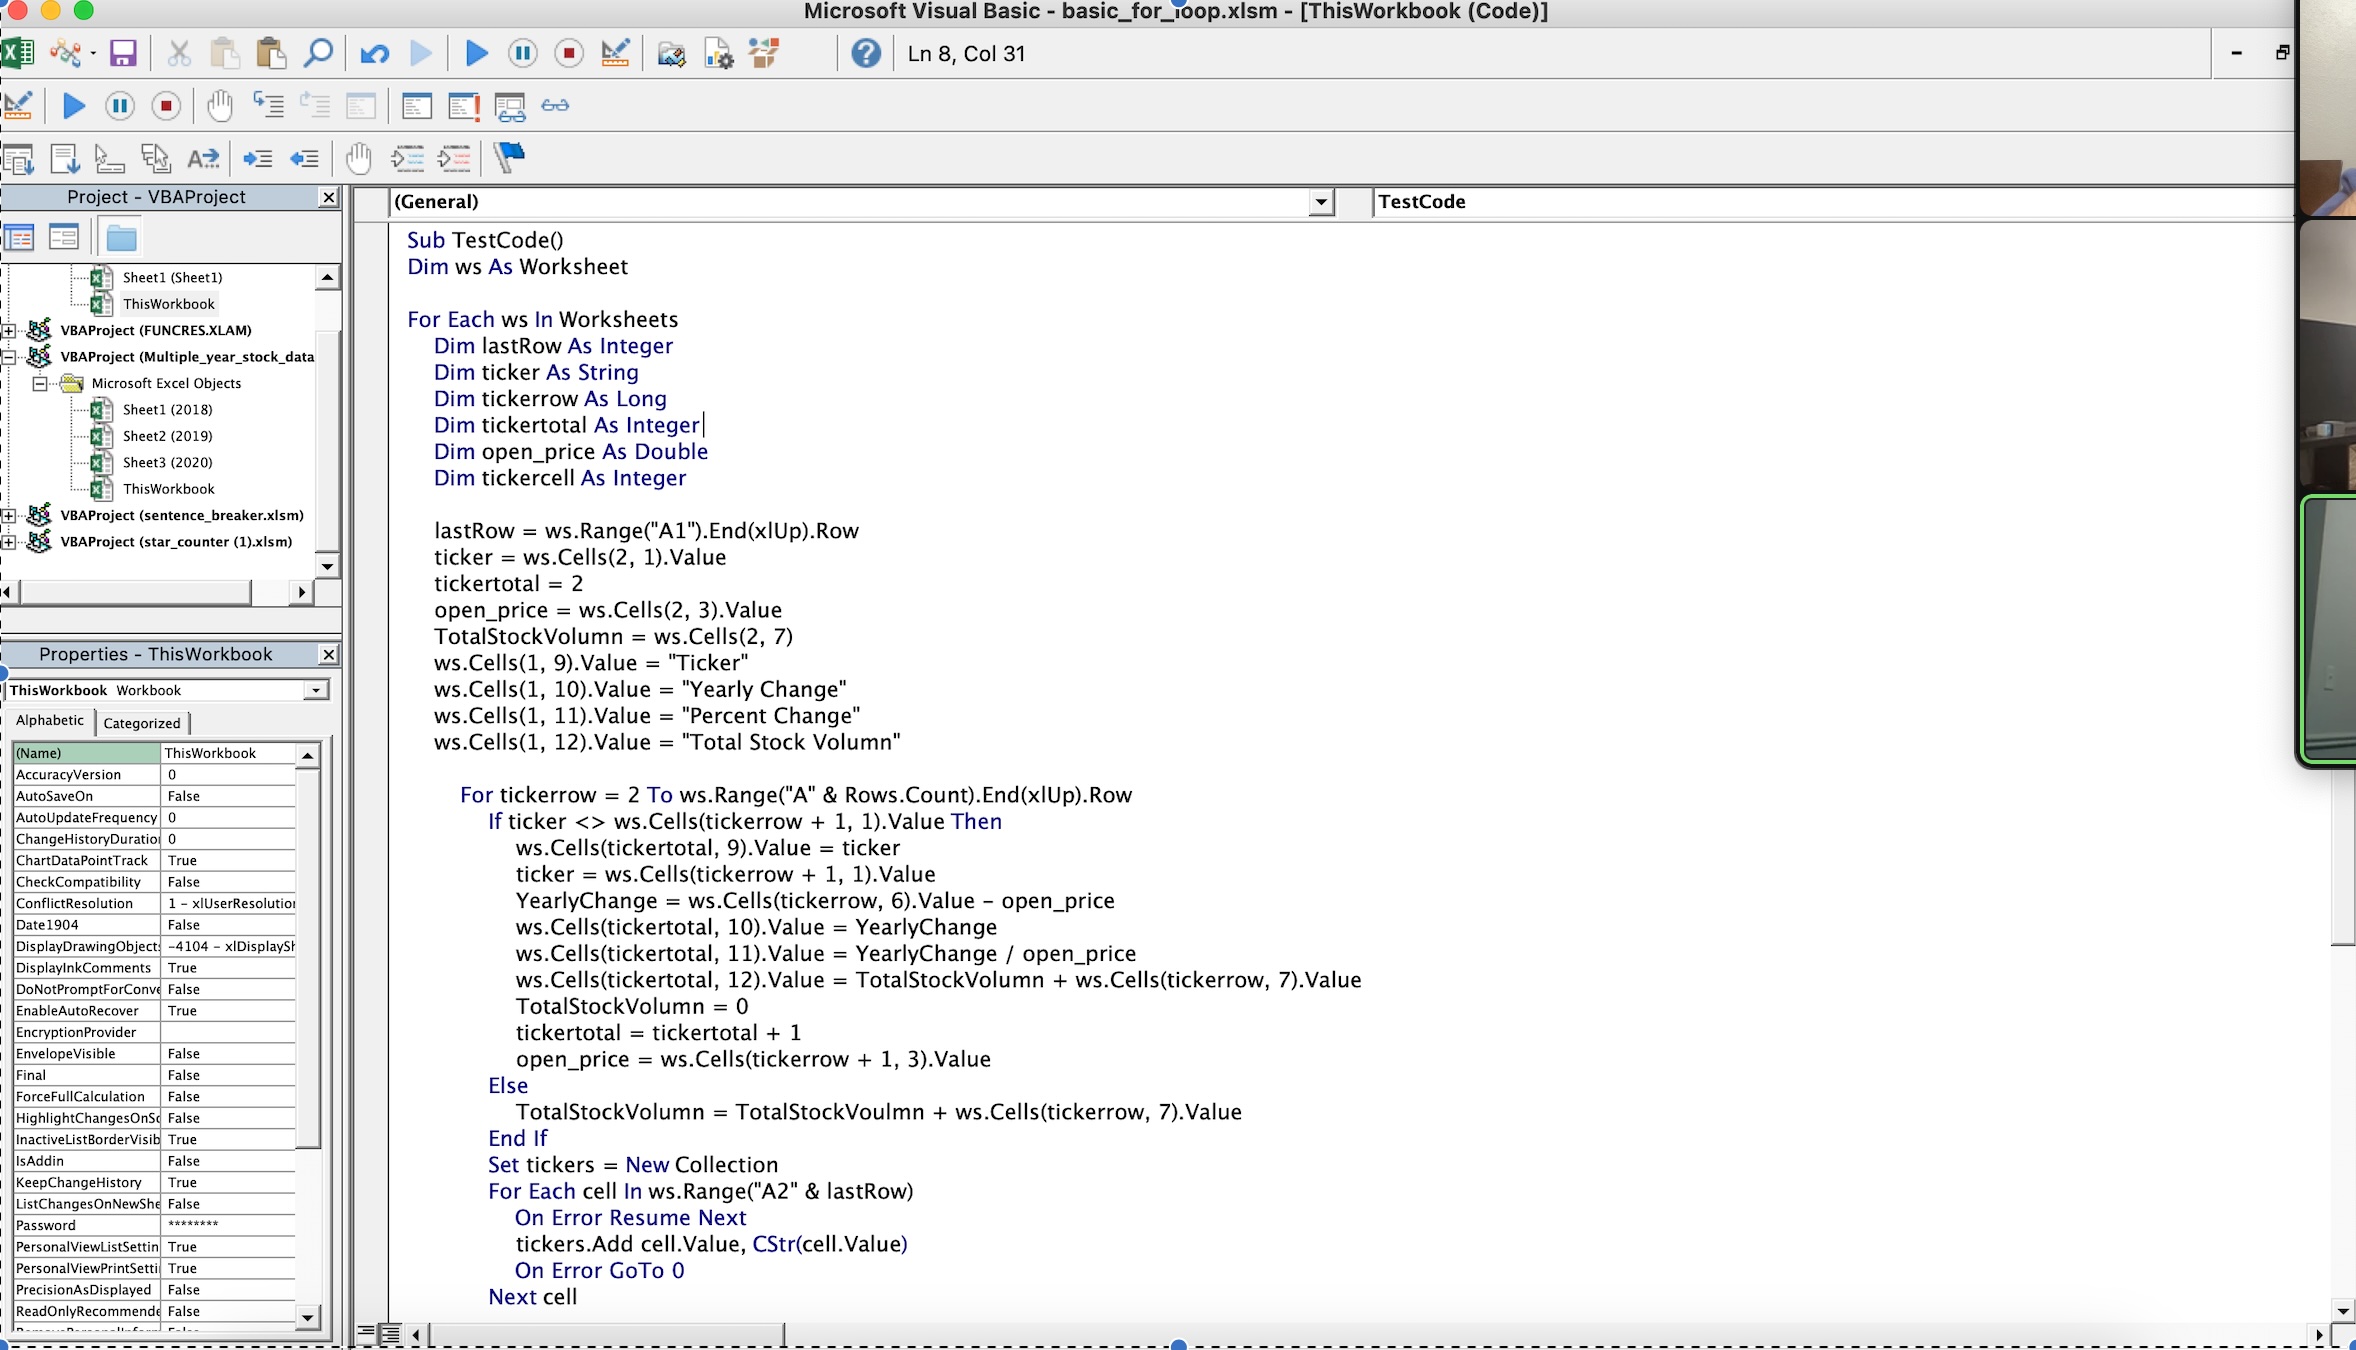 Microsoft Visual Basic - basic_for_loop.xlsm - [ThisWorkbook (Code)]
Ln 8, Col 31
Project - VBAProject
(General)
TestCode
Sheet1 (Sheet1)
ThisWorkbook
VBAProject (FUNCRES.XLAM)
VBAProject (Multiple_year_stock_data
Microsoft Excel Objects
Sheet1 (2018)
Sheet2 (2019)
Sheet3 (2020)
ThisWorkbook
VBAProject (sentence_breaker.xlsm)
VBAProject (star_counter (1).xlsm)
Properties - ThisWorkbook
ThisWorkbook Workbook
Alphabetic
Categorized
(Name) ThisWorkbook
AccuracyVersion 0
AutoSaveOn False
AutoUpdateFrequency 0
ChangeHistoryDuratio 0
ChartDataPointTrack True
CheckCompatibility False
ConflictResolution 1 - xlUserResolution
Date1904 False
DisplayDrawingObjects -4104 - xlDisplaySh
DisplayInkComments True
DoNotPromptForConve False
EnableAutoRecover True
EncryptionProvider
EnvelopeVisible False
Final False
ForceFullCalculation False
HighlightChangesOnSc False
InactiveListBorderVisib True
IsAddin False
KeepChangeHistory True
ListChangesOnNewShe False
Password ********
PersonalViewListSettin True
PersonalViewPrintSetti True
PrecisionAsDisplayed False
ReadOnlyRecommende False
Sub TestCode()
Dim ws As Worksheet
For Each ws In Worksheets
Dim lastRow As Integer
Dim ticker As String
Dim tickerrow As Long
Dim tickertotal As Integer
Dim open_price As Double
Dim tickercell As Integer
lastRow = ws.Range("A1").End(xlUp).Row
ticker = ws.Cells(2, 1).Value
tickertotal = 2
open_price = ws.Cells(2, 3).Value
TotalStockVolumn = ws.Cells(2, 7)
ws.Cells(1, 9).Value = "Ticker"
ws.Cells(1, 10).Value = "Yearly Change"
ws.Cells(1, 11).Value = "Percent Change"
ws.Cells(1, 12).Value = "Total Stock Volumn"
For tickerrow = 2 To ws.Range("A" & Rows.Count).End(xlUp).Row
If ticker <> ws.Cells(tickerrow + 1, 1).Value Then
ws.Cells(tickertotal, 9).Value = ticker
ticker = ws.Cells(tickerrow + 1, 1).Value
YearlyChange = ws.Cells(tickerrow, 6).Value - open_price
ws.Cells(tickertotal, 10).Value = YearlyChange
ws.Cells(tickertotal, 11).Value = YearlyChange / open_price
ws.Cells(tickertotal, 12).Value = TotalStockVolumn + ws.Cells(tickerrow, 7).Value
TotalStockVolumn = 0
tickertotal = tickertotal + 1
open_price = ws.Cells(tickerrow + 1, 3).Value
Else
TotalStockVolumn = TotalStockVoulmn + ws.Cells(tickerrow, 7).Value
End If
Set tickers = New Collection
For Each cell In ws.Range("A2" & lastRow)
On Error Resume Next
tickers.Add cell.Value, CStr(cell.Value)
On Error GoTo 0
Next cell